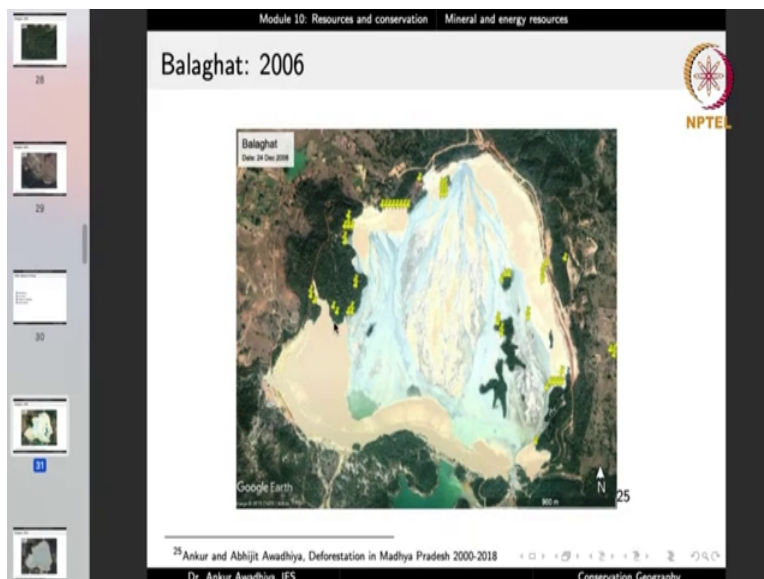 Module 10: Resources and conservation Mineral and energy resources
Balaghat: 2006
NPTEL
Balaghat
Date: 24 Dec 2006
28
29
30
31
Google Earth
900 m
N
25
25Ankur and Abhijit Awadhiya, Deforestation in Madhya Pradesh 2000-2018
Dr. Ankur Awadhiya, IFS Conservation Geography